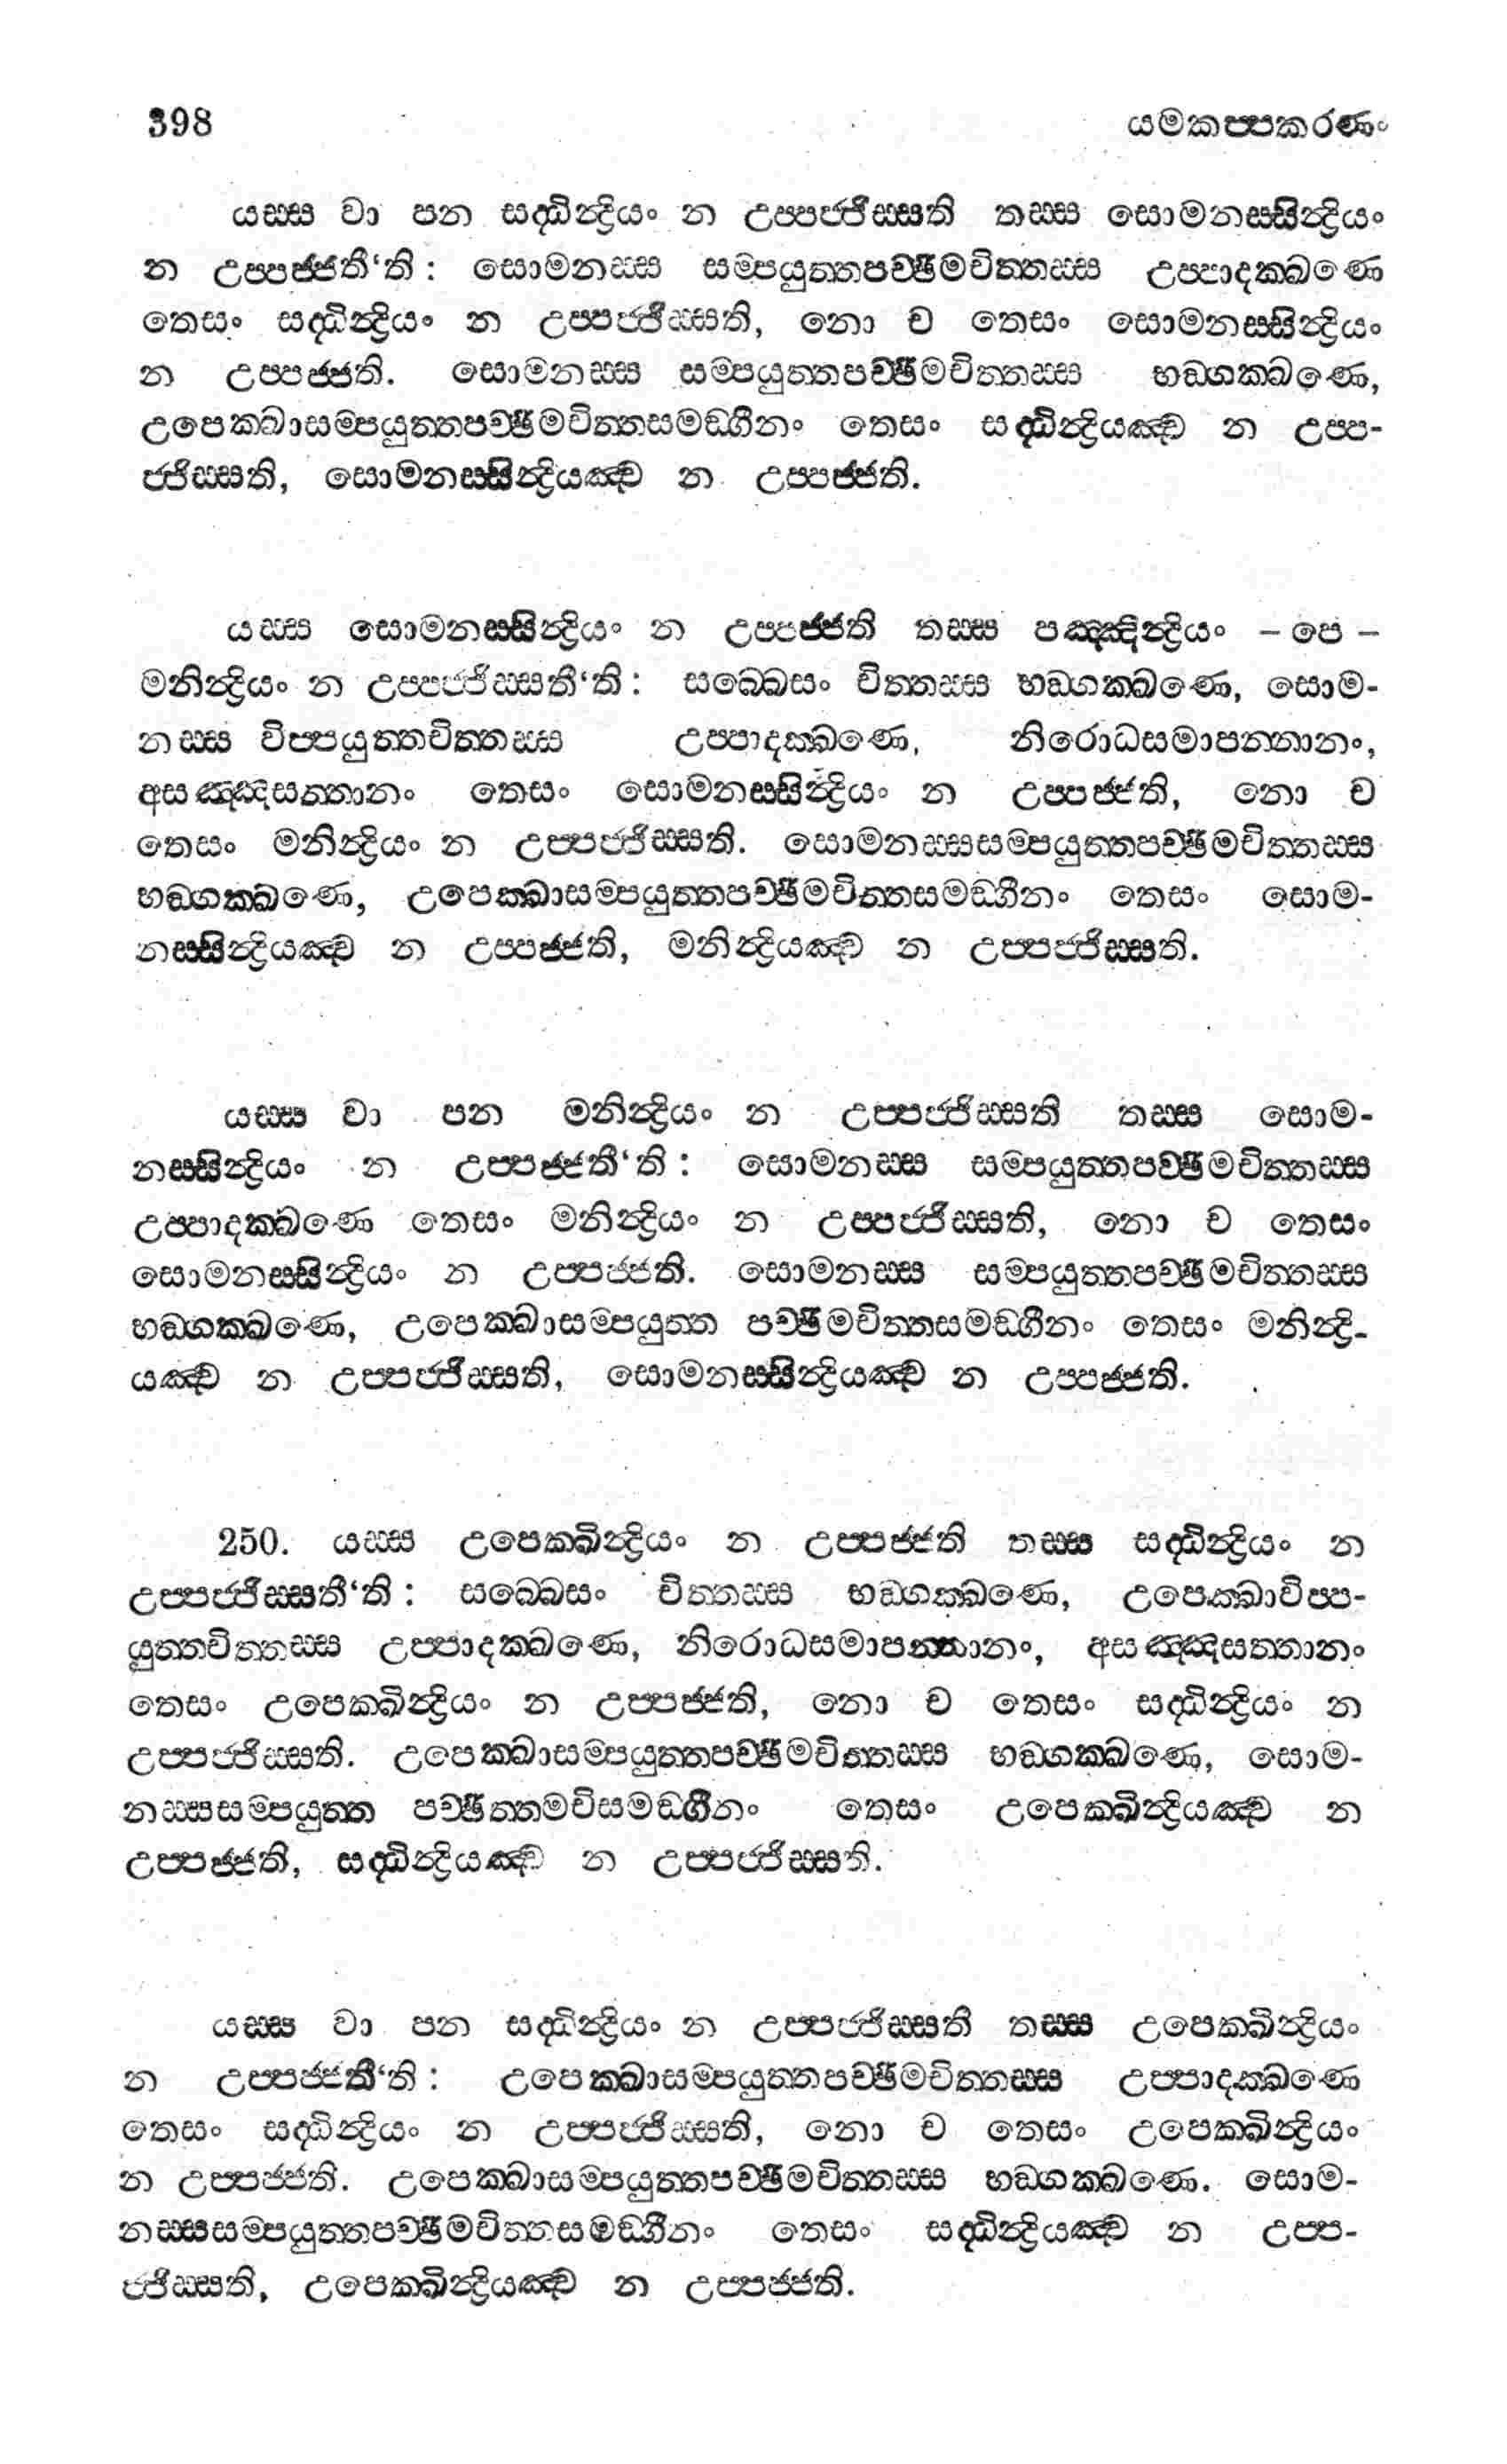 398 යමකප්පකරණං
යස්ස වා පන සද්ධින්ද්‍රියං න උප්පජ්ජිස්සති තස්ස සොමනස්සින්ද්‍රියං
න උප්පජ්ජතී‘ති : සොමනස්ස සම්පයුත්තපච්ඡිමචිත්තස්ස උප්පාදක්ඛණෙ
තෙසං සද්ධින්ද්‍රියං න උප්පජ්ජිස්සති, නො ච තෙසං සොමනස්සින්ද්‍රියං
න උප්පජ්ජති. සොමනස්ස සම්පයුත්තපච්ඡිමචිත්තස්ස භඞ්ගක්ඛණෙ,
උපෙක්ඛාසම්පයුත්තපච්ඡිමචිත්තසමඞ්ගීනං තෙසං සද්ධින්ද්‍රියඤ්ච න උප්ප-
ජ්ජිස්සති, සොමනස්සින්ද්‍රියඤ්ච න උප්පජ්ජති.
යස්ස සොමනස්සින්ද්‍රියං න උප්පජ්ජති තස්ස පඤ්ඤින්ද්‍රියං – පෙ –
මනින්ද්‍රියං න උප්පජ්ජිස්සතී‘ති : සබ්බෙසං චිත්තස්ස භඞ්ගක්ඛණෙ, සොම-
නස්ස විප්පයුත්තචිත්තස්ස උප්පාදක්ඛණෙ, නිරොධසමාපන්නානං,
අසඤ්ඤසත්තානං තෙසං සොමනස්සින්ද්‍රියං න උප්පජ්ජති, නො ච
තෙසං මනින්ද්‍රියං න උප්පජ්ජිස්සති. සොමනස්සසම්පයුත්තපච්ඡිමචිත්තස්ස
භඞ්ගක්ඛණෙ, උපෙක්ඛාසම්පයුත්තපච්ඡිමචිත්තසමඞ්ගීනං තෙසං සොම-
නස්සින්ද්‍රියඤ්ච න උප්පජ්ජති, මනින්ද්‍රියඤ්ච න උප්පජ්ජිස්සති.
යස්ස වා පන මනින්ද්‍රියං න උප්පජ්ජිස්සති තස්ස සොම-
නස්සින්ද්‍රියං න උප්පජ්ජතී‘ති : සොමනස්ස සම්පයුත්තපච්ඡිමචිත්තස්ස
උප්පාදක්ඛණෙ තෙසං මනින්ද්‍රියං න උප්පජ්ජිස්සති, නො ච තෙසං
සොමනස්සින්ද්‍රියං න උප්පජ්ජති. සොමනස්ස සම්පයුත්තපච්ඡිමචිත්තස්ස
භඞ්ගක්ඛණෙ, උපෙක්ඛාසම්පයුත්ත පච්ඡිමචිත්තසමඞ්ගීනං තෙසං මනින්ද්‍රි-
යඤ්ච න උප්පජ්ජිස්සති, සොමනස්සින්ද්‍රියඤ්ච න උප්පජ්ජති.
250. යස්ස උපෙක්ඛින්ද්‍රියං න උප්පජ්ජති තස්ස සද්ධින්ද්‍රියං න
උප්පජ්ජිස්සතී‘ති : සබ්බෙසං චිත්තස්ස භඞ්ගක්ඛණෙ, උපෙක්ඛාවිප්ප-
යුත්තචිත්තස්ස උප්පාදක්ඛණෙ, නිරොධසමාපන්නානං, අසඤ්ඤසත්තානං
තෙසං උපෙක්ඛින්ද්‍රියං න උප්පජ්ජති, නො ච තෙසං සද්ධින්ද්‍රියං න
උප්පජ්ජිස්සති. උපෙක්ඛාසම්පයුත්තපච්ඡිමචිත්තස්ස භඞ්ගක්ඛණෙ, සොම-
නස්සසම්පයුත්ත පච්ඡිත්තමචිසමඞ්ගීනං තෙසං උපෙක්ඛින්ද්‍රියඤ්ච න
උප්පජ්ජති, සද්ධින්ද්‍රියඤ්ච න උප්පජ්ජිස්සති.
යස්ස වා පන සද්ධින්ද්‍රියං න උප්පජ්ජිස්සති තස්ස උපෙක්ඛින්ද්‍රියං
න උප්පජ්ජතී‘ති : උපෙක්ඛාසම්පයුත්තපච්ඡිමචිත්තස්ස උප්පාදක්ඛණෙ
තෙසං සද්ධින්ද්‍රියං න උප්පජ්ජිස්සති, නො ච තෙසං උපෙක්ඛින්ද්‍රියං
න උප්පජ්ජති. උපෙක්ඛාසම්පයුත්තපච්ඡිමචිත්තස්ස භඞ්ගක්ඛණෙ. සොම-
නස්සසම්පයුත්තපච්ඡිමචිත්තසමඞ්ගීනං තෙසං සද්ධින්ද්‍රියඤ්ච න උප්ප-
ජ්ජිස්සති, උපෙක්ඛින්ද්‍රියඤ්ච න උප්පජ්ජති.